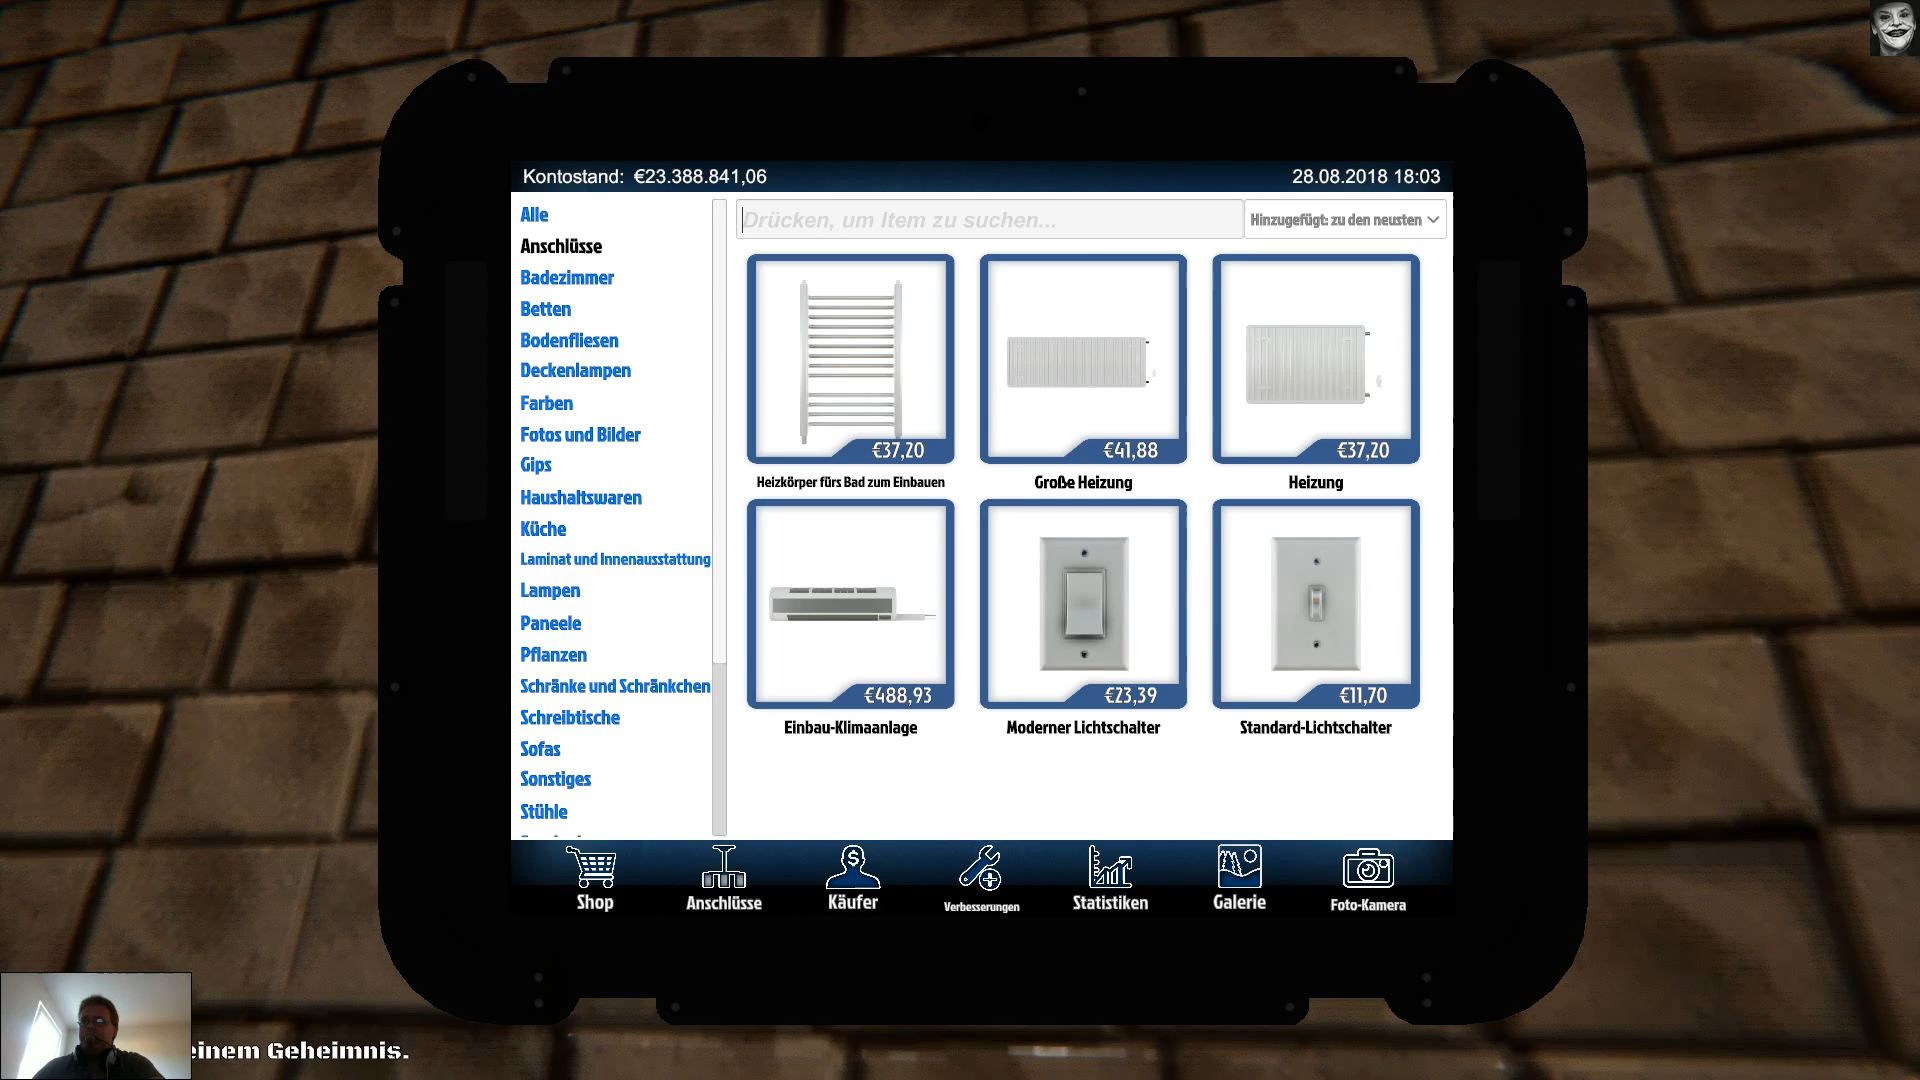 Kontostand: €23.388.841,06
28.08.2018 18:03
Alle
Anschlüsse
Badezimmer
Betten
Bodenfliesen
Deckenlampen
Farben
Fotos und Bilder
Gips
Haushaltswaren
Küche
Laminat und Innenausstattung
Lampen
Paneele
Pflanzen
Schränke und Schränkchen
Schreibtische
Sofas
Sonstiges
Stühle
Drücken, um Item zu suchen...
Hinzugefügt: zu den neusten
€37,20
€41,88
€37,20
Heizkörper fürs Bad zum Einbauen
Große Heizung
Heizung
€488,93
€23,39
€11,70
Einbau-Klimaanlage
Moderner Lichtschalter
Standard-Lichtschalter
Shop
Anschlüsse
Käufer
Verbesserungen
Statistiken
Galerie
Foto-Kamera
einem Geheimnis.